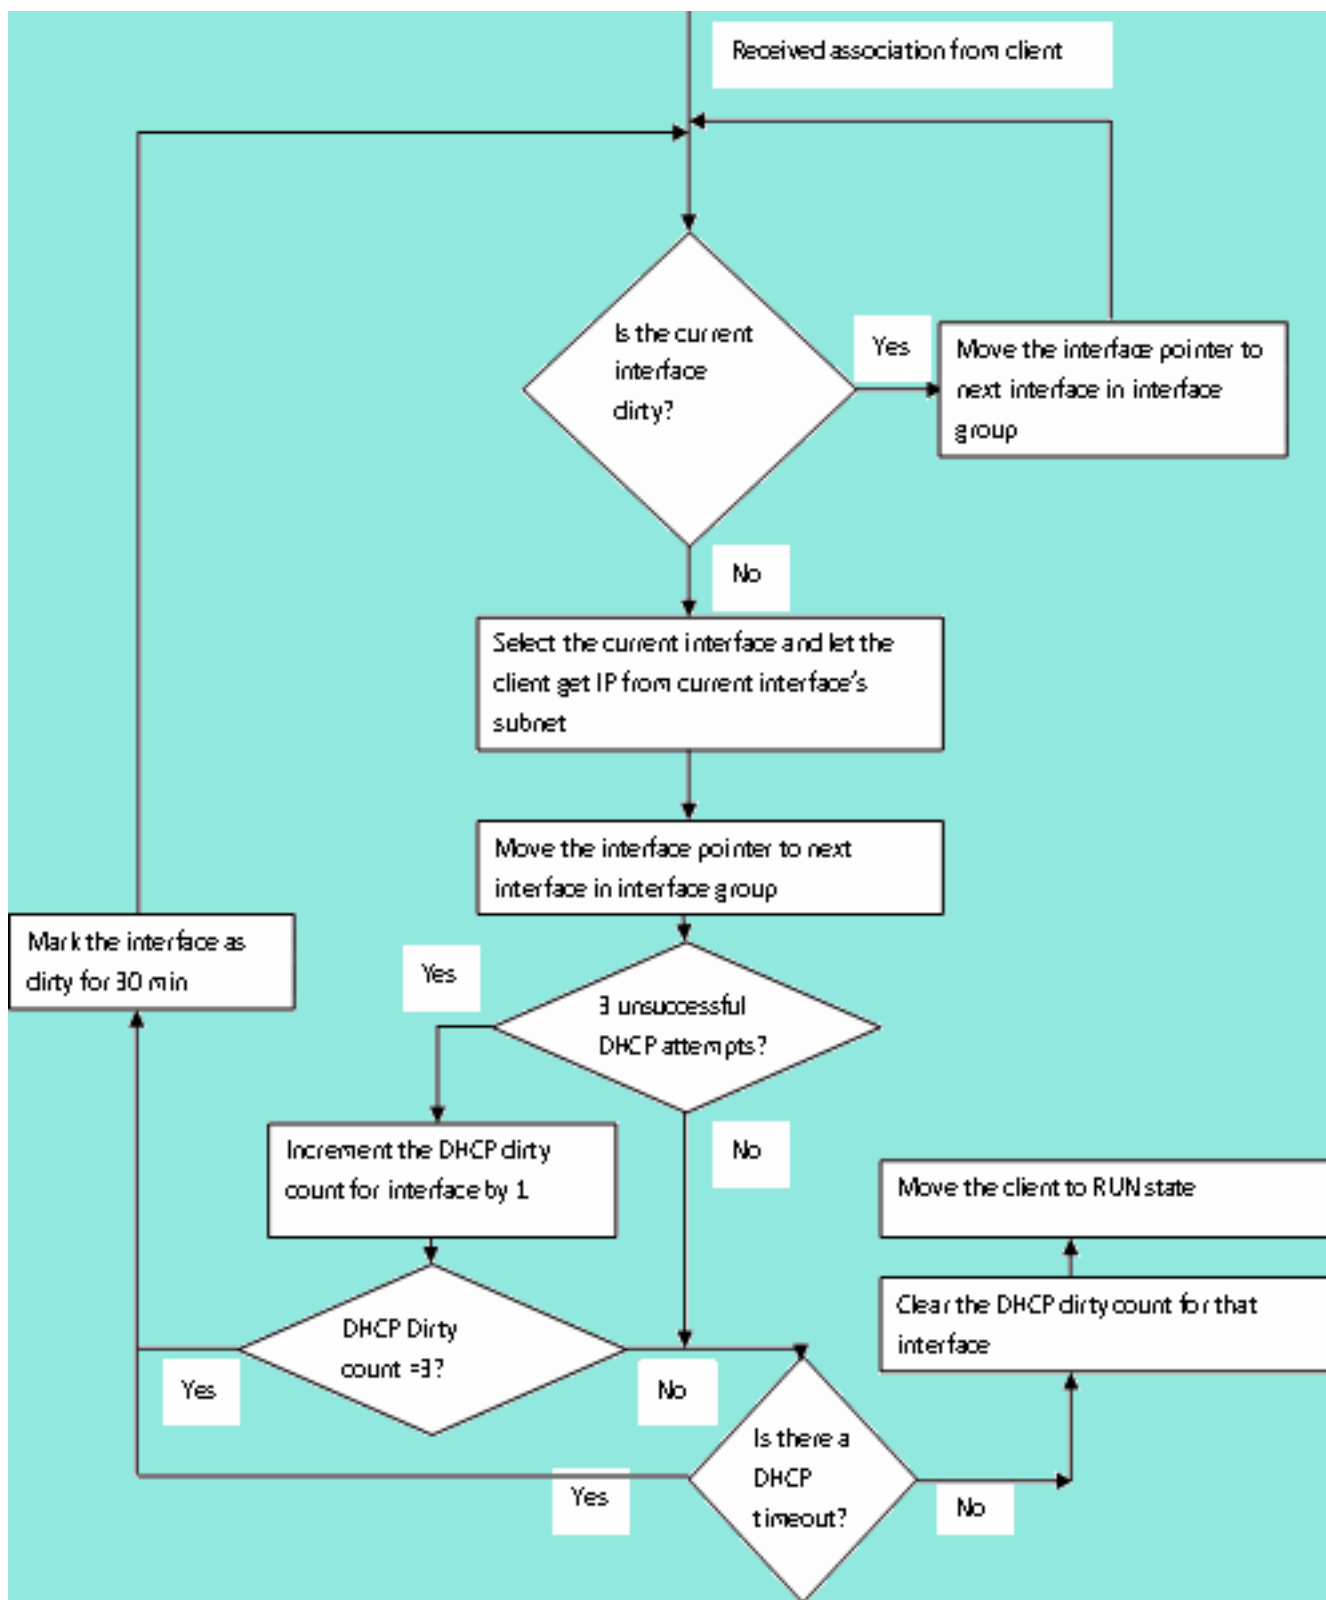 Received association from client
Is the current
interface
dirty?
Yes
Move the interface pointer to
next interface in interface
group
No
Select the current interface and let the
client get IP from current interface's
subnet
Move the interface pointer to next
interface in interface group
Mark the interface as
dirty for 30 min
Yes
3 unsuccessful
DHCP attempts?
No
Increment the DHCP dirty
count for interface by 1
Move the client to RUN state
Clear the DHCP dirty count for that
interface
DHCP Dirty
count =3?
Yes
No
Is there a
DHCP
timeout?
Yes
No